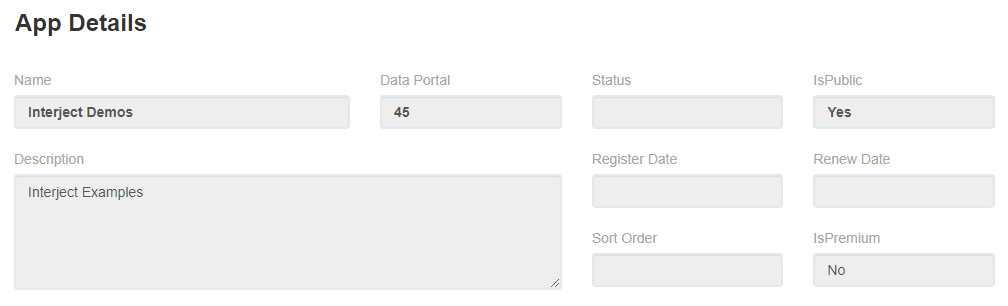 App Details
Name
Data Portal
Status
IsPublic
Interject Demos
45
Yes
Description
Register Date
Renew Date
Interject Examples
Sort Order
IsPremium
No